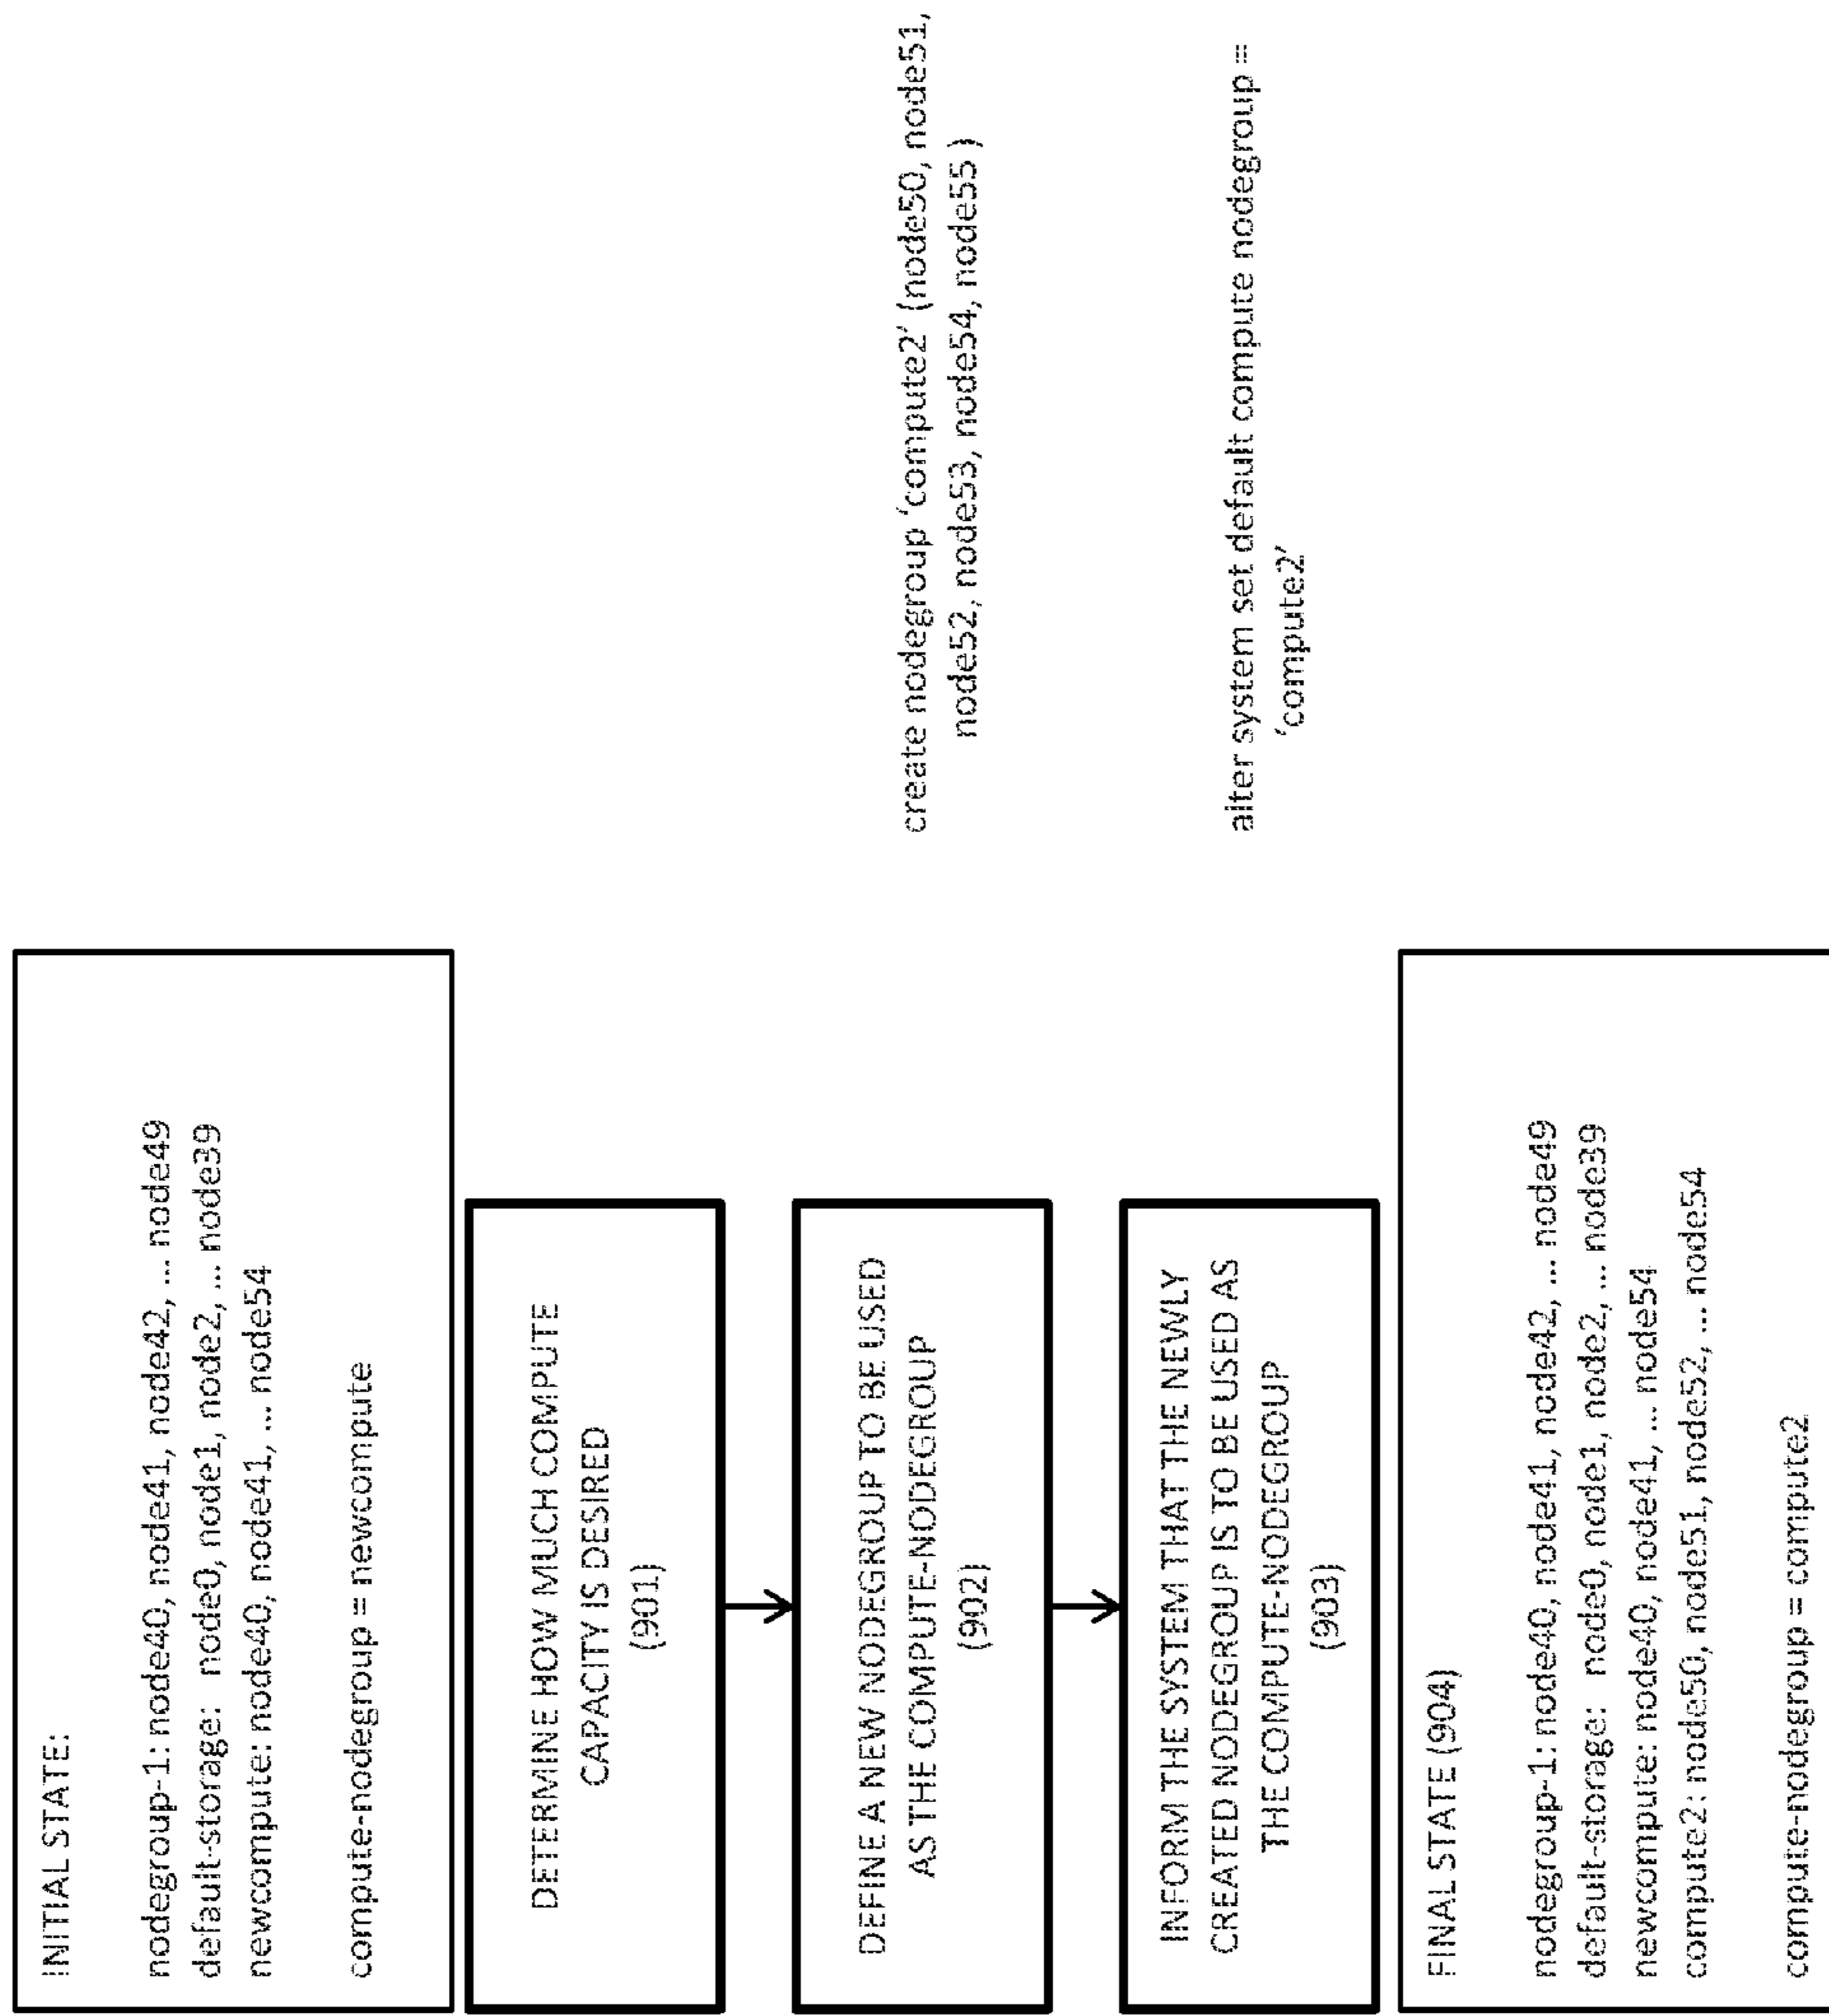 INITIAL STATE:
nodegroup-1: node40, node41, node42, ... node49
default-storage: node0, node1, node2, ... node39
newcompute: node40, node41, ... node54
compute-nodegroup = newcompute
DETERMINE HOW MUCH COMPUTE
CAPACITY IS DESIRED
(901)
DEFINE A NEW NODEGROUP TO BE USED
AS THE COMPUTE-NODEGROUP
(902)
create nodegroup ‘compute2’ (node50, node51,
node52, node53, node54, node55 )
INFORM THE SYSTEM THAT THE NEWLY
CREATED NODEGROUP IS TO BE USED AS
THE COMPUTE-NODEGROUP
(903)
alter system set default compute nodegroup =
‘compute2’
FINAL STATE (904)
nodegroup-1: node40, node41, node42, ... node49
default-storage: node0, node1, node2, ... node39
newcompute: node40, node41, ... node54
compute2: node50, node51, node52, ... node54
compute-nodegroup = compute2